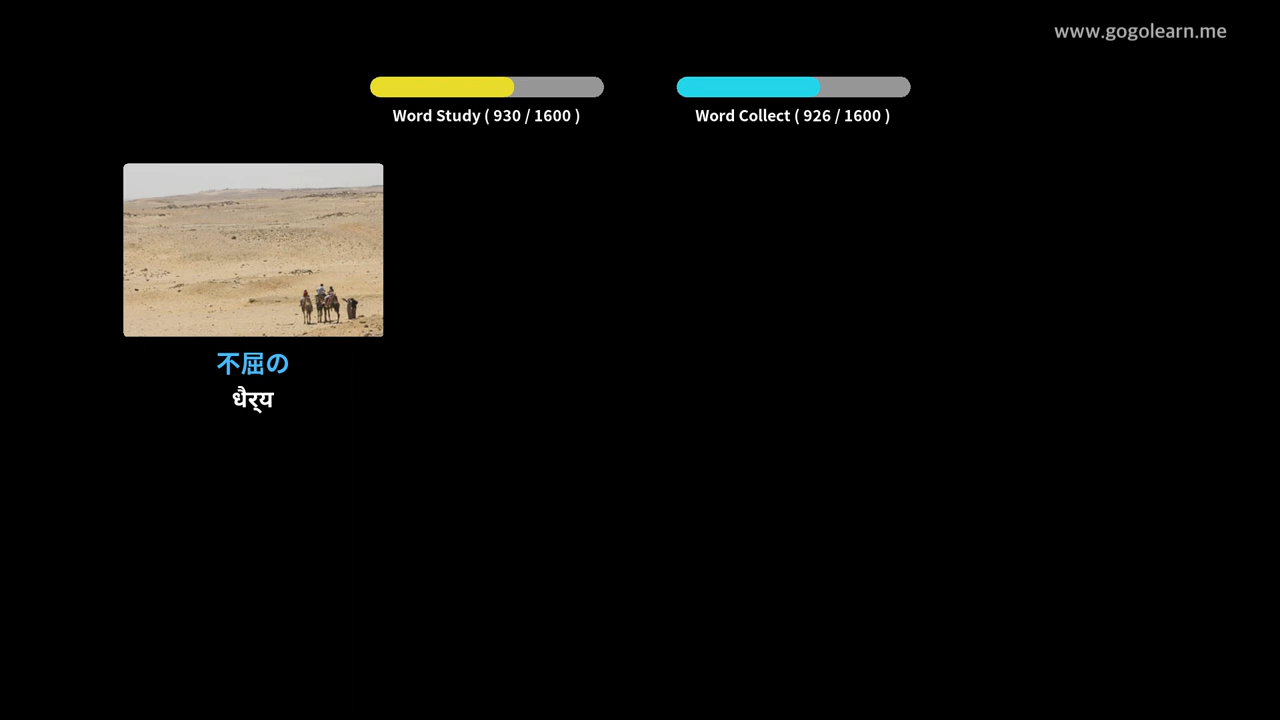 www.gogolearn.me
Word Study ( 930 / 1600 )
Word Collect ( 926 / 1600 )
不屈の
धैर्‍य